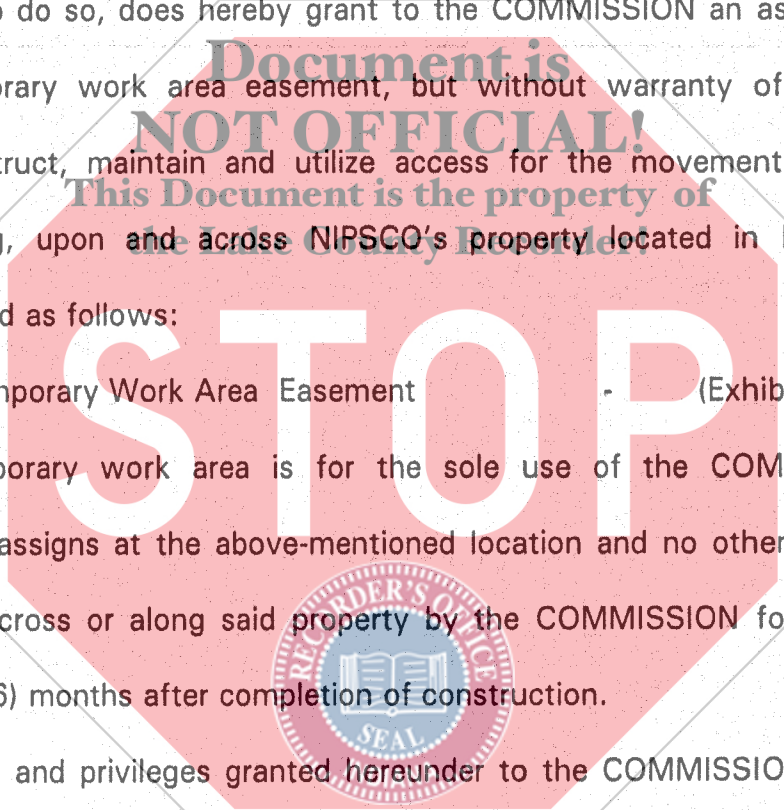 o do so, does hereby grant to the COMMISSION an as
Document is
orary work area easement, but without warranty of
NOT OFFICIAL!
truct, maintain and utilize access for the movement
This Document is the property of
, upon and across NIPSCO's property located in
the Lake County Recorder!
d as follows:
STOP
nporary Work Area Easement - (Exhib
porary work area is for the sole use of the COM
assigns at the above-mentioned location and no other
cross or along said property by the COMMISSION fo
RECORDER'S OFFICE
6) months after completion of construction.
SEAL
and privileges granted hereunder to the COMMISSIO